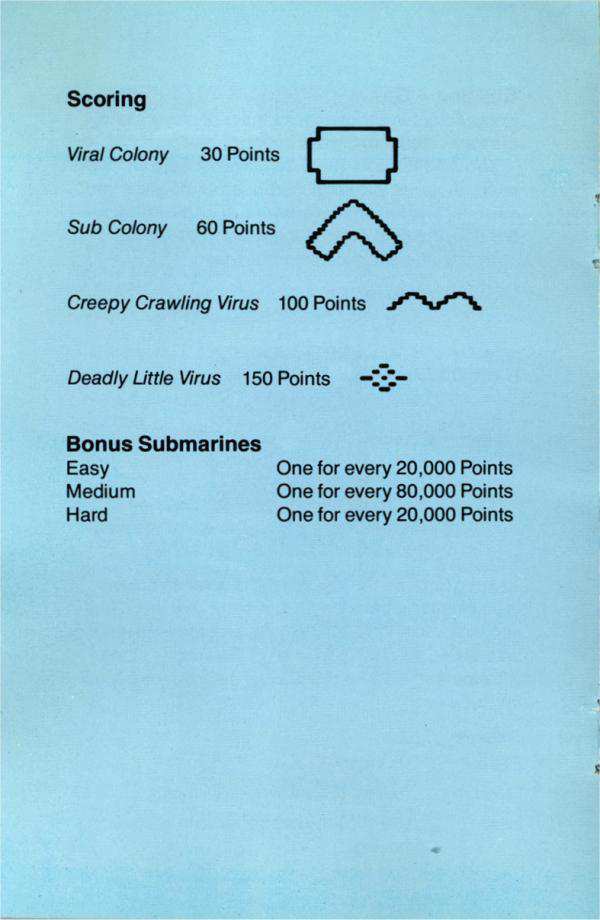 Scoring
Viral Colony 30 Points
Sub Colony 60 Points
Creepy Crawling Virus 100 Points
Deadly Little Virus 150 Points
Bonus Submarines
Easy One for every 20,000 Points
Medium One for every 80,000 Points
Hard One for every 20,000 Points